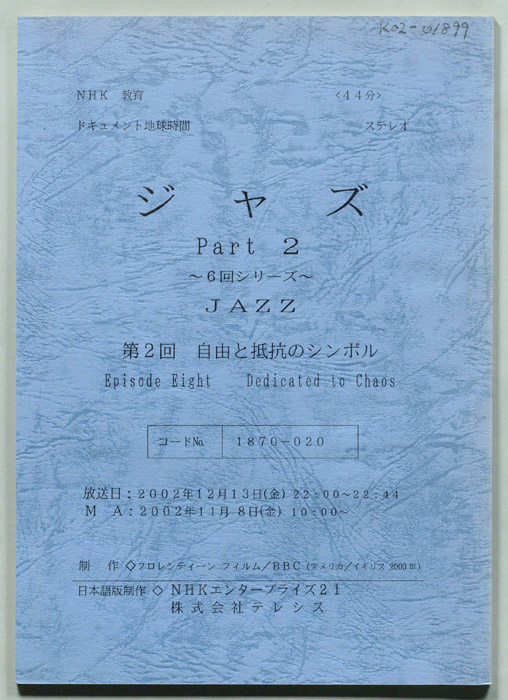 K02-01899
NHK 教育 <44分>
ドキュメント地球時間 ステレオ
ジャズ
Part 2
～6回シリーズ～
JAZZ
第2回 自由と抵抗のシンボル
Episode Eight Dedicated to Chaos
コードNo. 1870-020
放送日：2002年12月13日(金) 22:00～22:44
M A：2002年11月 8日(金) 10:00～
制 作 ◇フロレンティーン フィルム／BBC (アメリカ／イギリス 2000年)
日本語版制作 ◇ NHKエンタープライズ21
株式会社テレシス